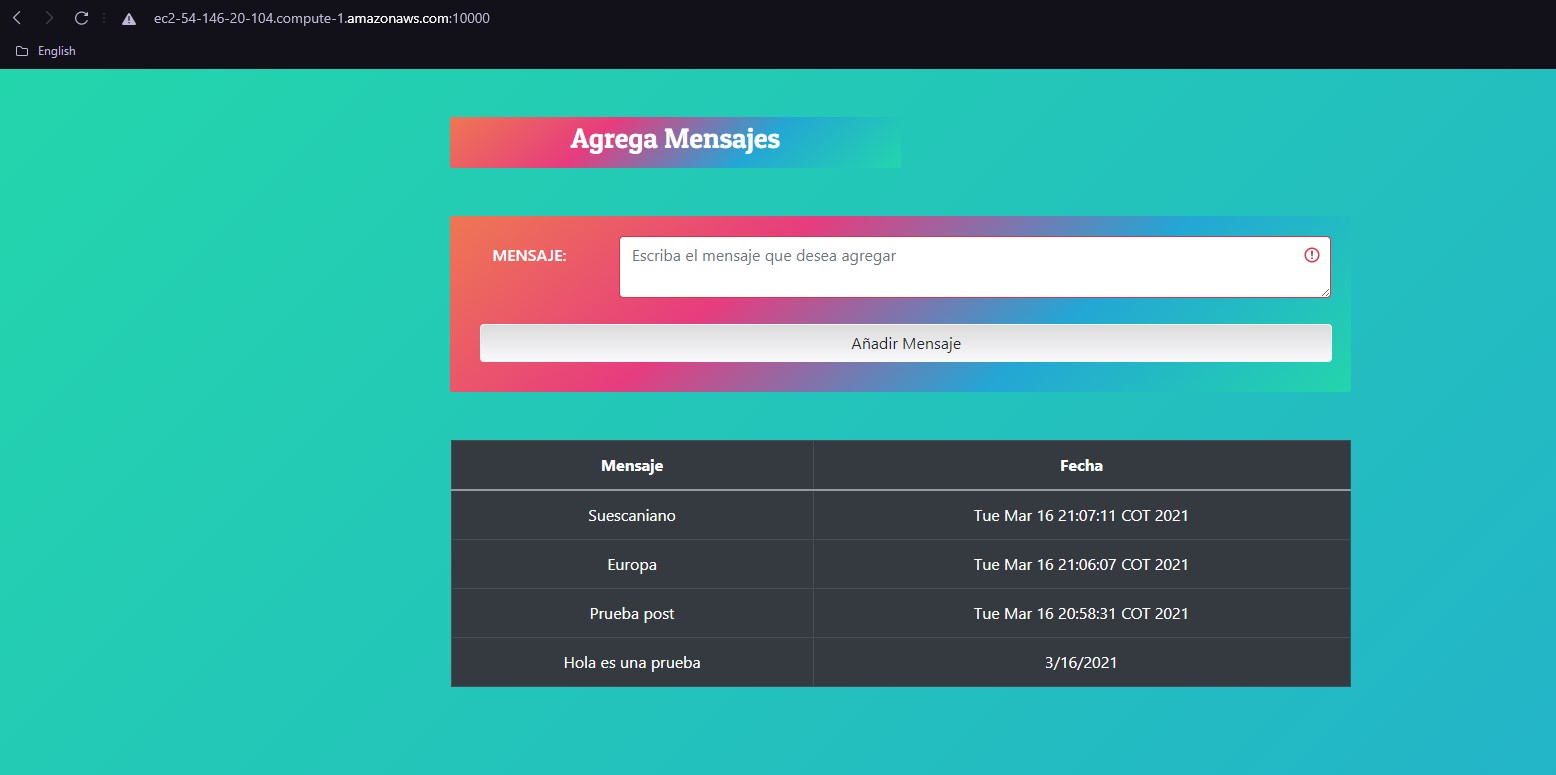 ec2-54-146-20-104.compute-1.amazonaws.com:10000
English
Agrega Mensajes
MENSAJE: Escriba el mensaje que desea agregar
Añadir Mensaje
Mensaje Fecha
Suescaniano Tue Mar 16 21:07:11 COT 2021
Europa Tue Mar 16 21:06:07 COT 2021
Prueba post Tue Mar 16 20:58:31 COT 2021
Hola es una prueba 3/16/2021